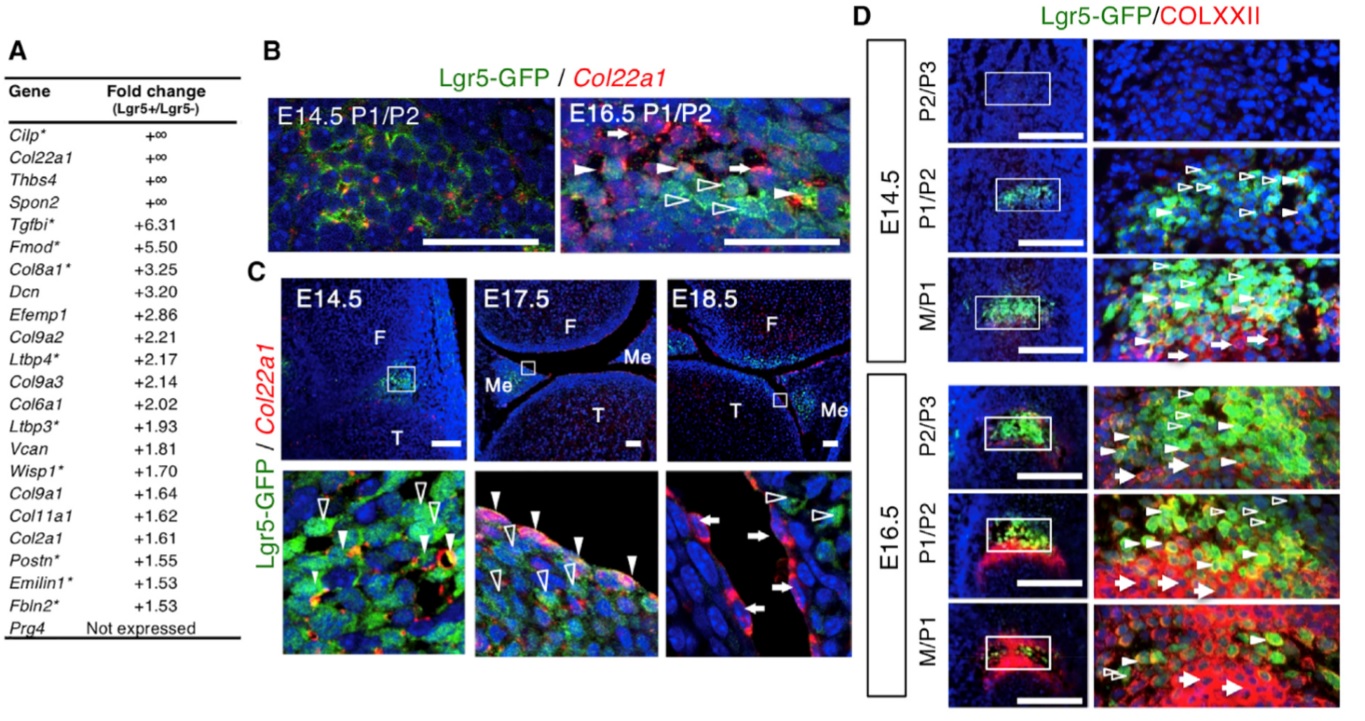 A
Gene Fold change
(Lgr5+/Lgr5-)
Cilp* +∞
Col22a1 +∞
Thbs4 +∞
Spon2 +∞
Tgfbi* +6.31
Fmod* +5.50
Col8a1* +3.25
Dcn +3.20
Efemp1 +2.86
Col9a2 +2.21
Ltbp4* +2.17
Col9a3 +2.14
Col6a1 +2.02
Ltbp3* +1.93
Vcan +1.81
Wisp1* +1.70
Col9a1 +1.64
Col11a1 +1.62
Col2a1 +1.61
Postn* +1.55
Emilin1* +1.53
Fbln2* +1.53
Prg4 Not expressed
B
Lgr5-GFP / Col22a1
E14.5 P1/P2
E16.5 P1/P2
C
Lgr5-GFP / Col22a1
E14.5
F
T
E17.5
F
Me
Me
T
E18.5
F
T
Me
D
Lgr5-GFP/COLXXII
E14.5
P2/P3
P1/P2
M/P1
E16.5
P2/P3
P1/P2
M/P1